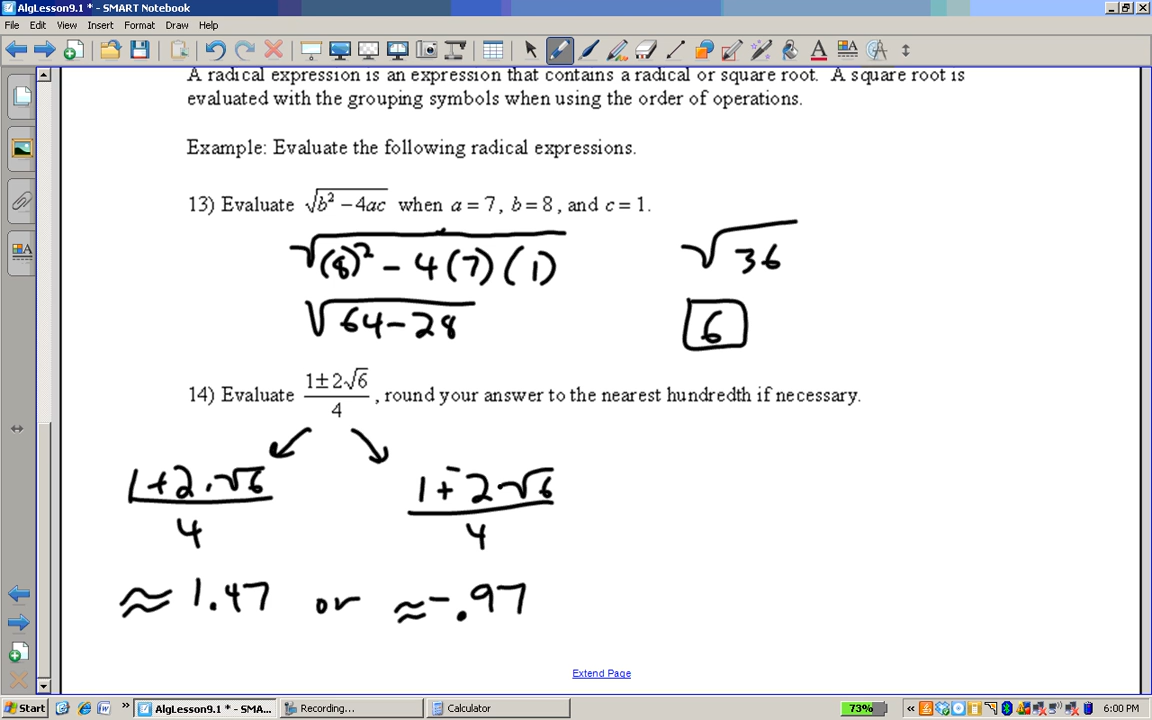 AlgLesson9.1 * - SMART Notebook
File Edit View Insert Format Draw Help
A radical expression is an expression that contains a radical or square root. A square root is
evaluated with the grouping symbols when using the order of operations.
Example: Evaluate the following radical expressions.
13) Evaluate √(b² − 4ac) when a = 7, b = 8, and c = 1.
√((8)² − 4(7)(1))
√36
√(64 − 28)
6
14) Evaluate (1 ± 2√6)/4, round your answer to the nearest hundredth if necessary.
(1 + 2·√6)/4
(1 + ⁻2·√6)/4
≈ 1.47 or ≈ -.97
Extend Page
Start AlgLesson9.1 * - SMA... Recording... Calculator 73% 6:00 PM